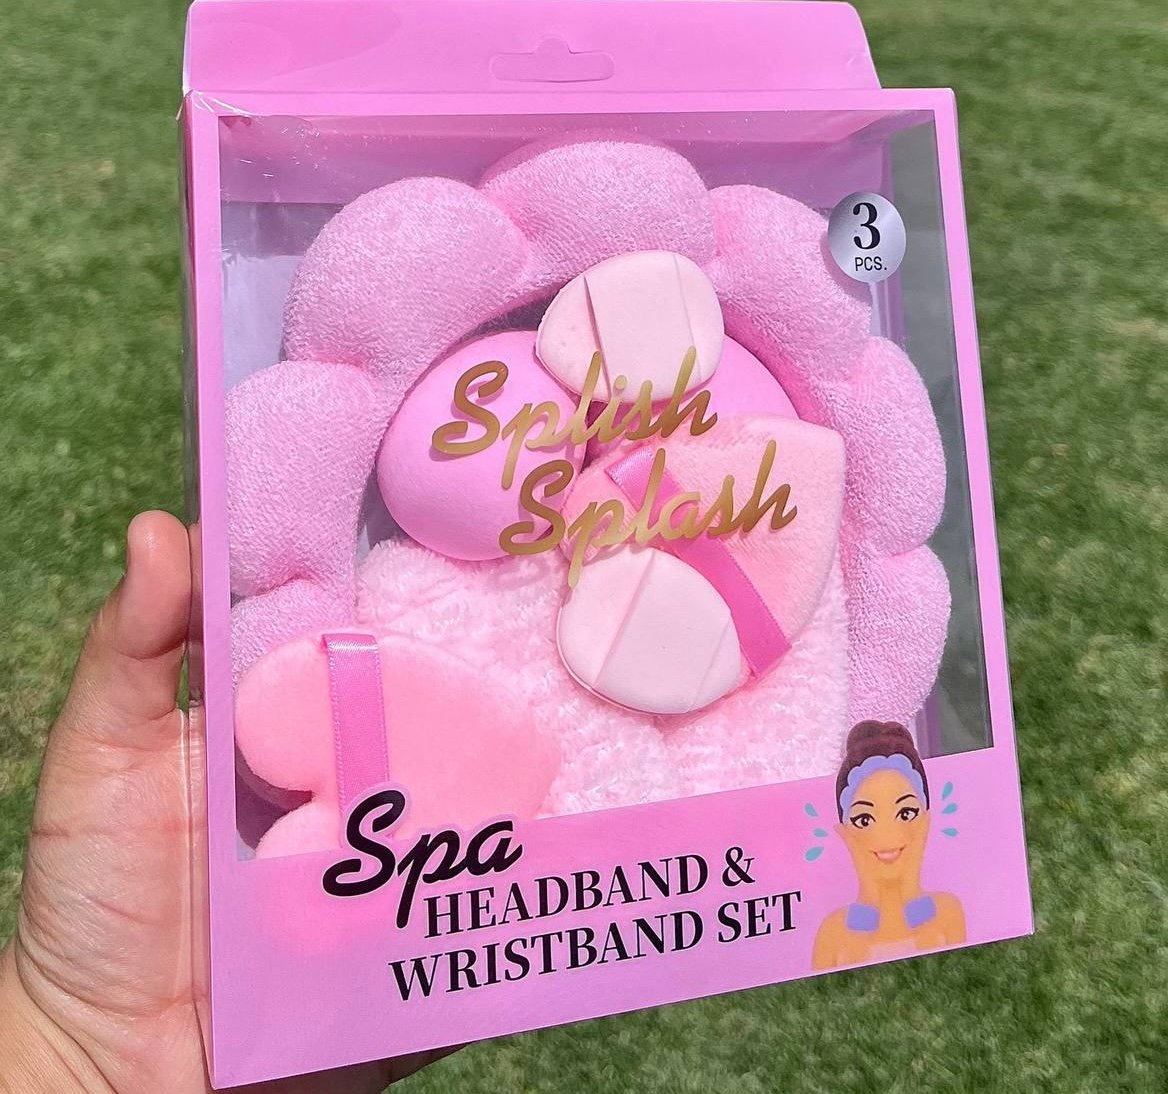 3
PCS.
Splish
Splash
Spa
HEADBAND &
WRISTBAND SET